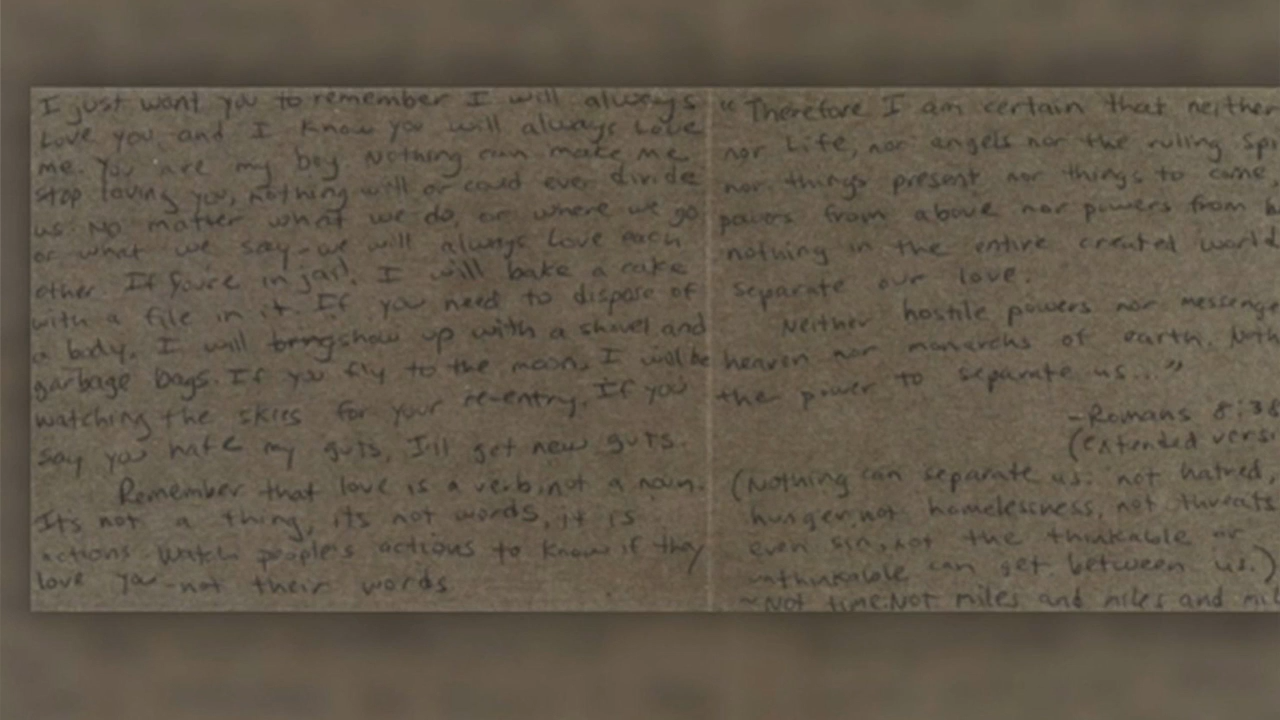 I just want you to remember I will always
Love you and I know you will always Love
me. You are my boy Nothing can make me
stop loving you, nothing will or could ever divide
us. No matter what we do, or where we go
or what we say - we will always Love each
other If you're in jail, I will bake a cake
with a file in it. If you need to dispose of
a body, I will bring show up with a shovel and
garbage bags. If you fly to the moon, I will be
watching the skies for your re-entry. If you
say you hate my guts, I'll get new guts.
Remember that love is a verb, not a noun.
It's not a thing, its not words, it is
actions Watch people's actions to know if they
love you - not their words
"Therefore I am certain that neither
nor Life, nor angels nor the ruling Spi
nor things present nor things to come,
powers from above nor powers from b
nothing in the entire created world
separate our love.
Neither hostile powers nor messenge
heaven nor monarchs of earth. Noth
the power to separate us..."
-Romans 8:38
(extended versi
(Nothing can separate us: not hatred,
hunger, not homelessness, not threats
even sin, not the thinkable or
unthinkable can get between us.)
~Not time. Not miles and miles and mil